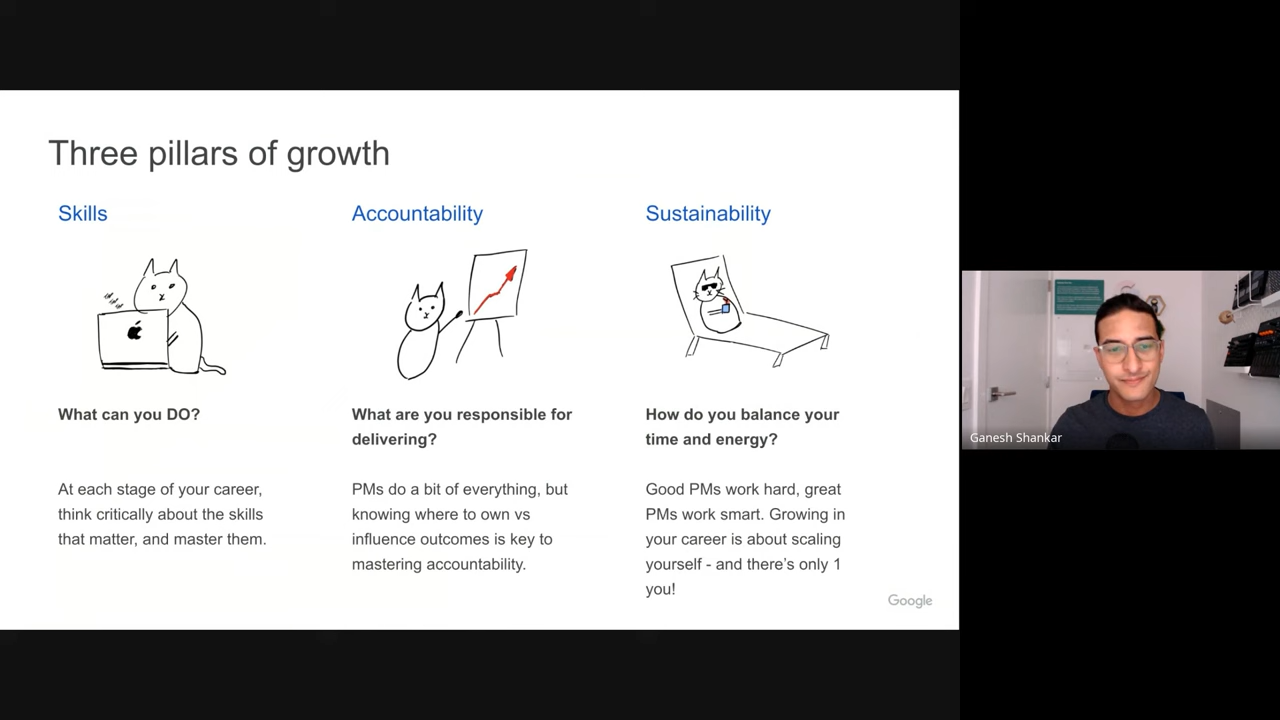 Three pillars of growth
Skills
What can you DO?
At each stage of your career,
think critically about the skills
that matter, and master them.
Accountability
What are you responsible for
delivering?
PMs do a bit of everything, but
knowing where to own vs
influence outcomes is key to
mastering accountability.
Sustainability
How do you balance your
time and energy?
Good PMs work hard, great
PMs work smart. Growing in
your career is about scaling
yourself - and there's only 1
you!
Google
Ganesh Shankar